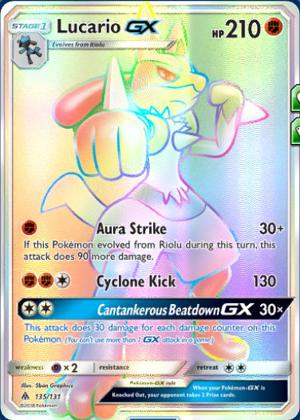 STAGE 1 Lucario GX HP 210
Evolves from Riolu
Aura Strike 30+
If this Pokémon evolved from Riolu during this turn, this
attack does 90 more damage.
Cyclone Kick 130
Cantankerous Beatdown GX 30×
This attack does 30 damage for each damage counter on this
Pokémon. (You can't use more than 1 GX attack in a game.)
weakness × 2 resistance retreat
Illus. 5ban Graphics
135/131
©2018 Pokémon
Pokémon-GX rule
When your Pokémon-GX is
Knocked Out, your opponent takes 2 Prize cards.